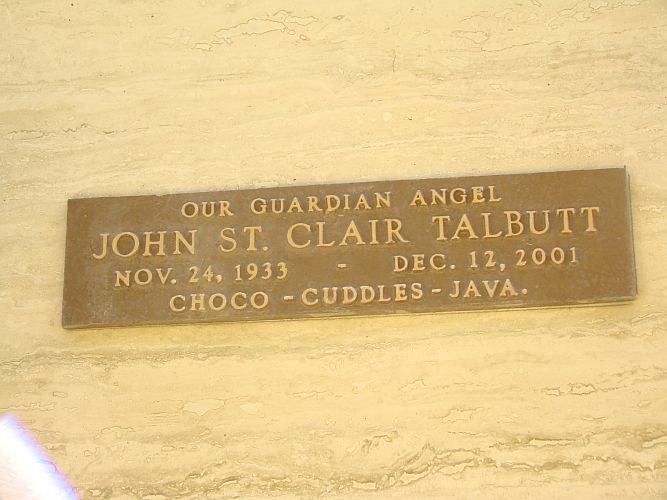 OUR GUARDIAN ANGEL
JOHN ST. CLAIR TALBUTT
NOV. 24, 1933 - DEC. 12, 2001
CHOCO - CUDDLES - JAVA.